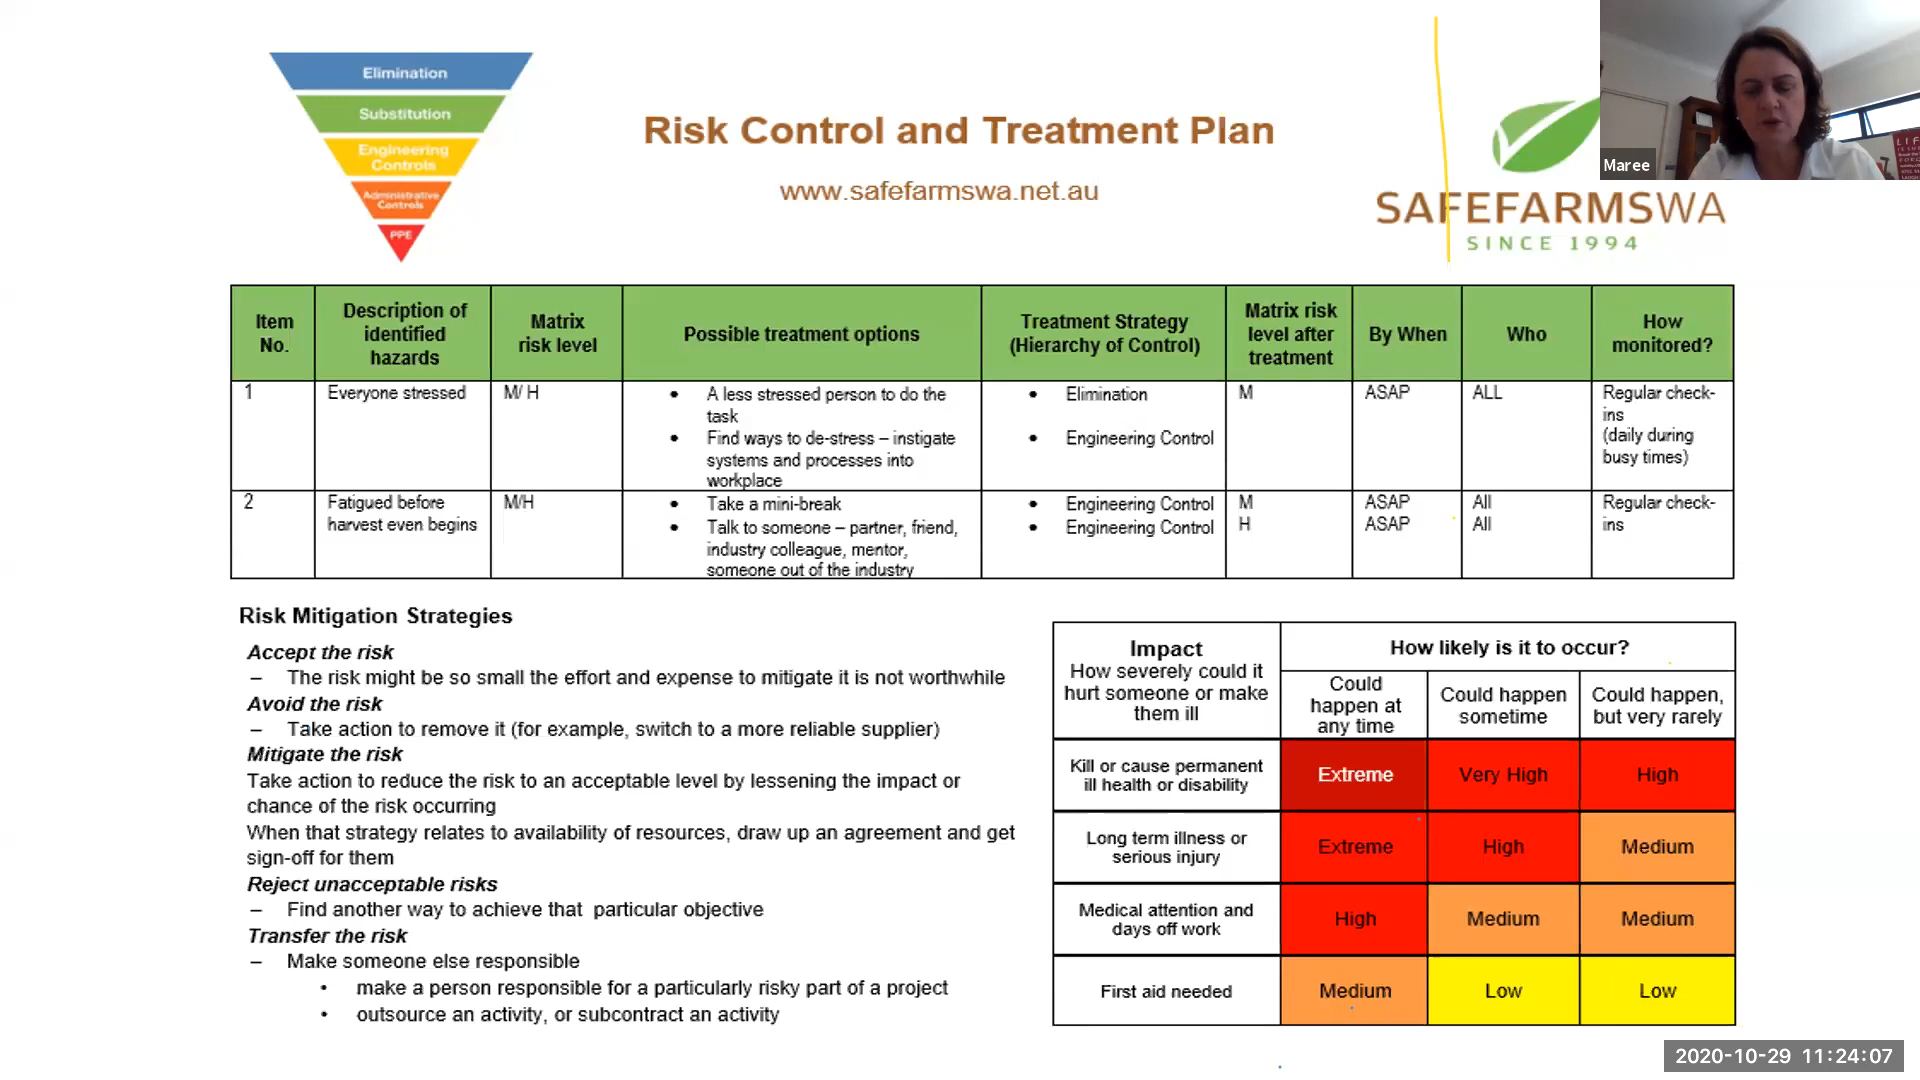 Elimination
Substitution
Engineering
Controls
Administrative
Controls
PPE
Risk Control and Treatment Plan
www.safefarmswa.net.au
SAFEFARMSWA
SINCE 1994
Maree
Item
No.
Description of
identified
hazards
Matrix
risk level
Possible treatment options
Treatment Strategy
(Hierarchy of Control)
Matrix risk
level after
treatment
By When
Who
How
monitored?
1
Everyone stressed
M/ H
• A less stressed person to do the
task
• Find ways to de-stress – instigate
systems and processes into
workplace
• Elimination
• Engineering Control
M
ASAP
ALL
Regular check-
ins
(daily during
busy times)
2
Fatigued before
harvest even begins
M/H
• Take a mini-break
• Talk to someone – partner, friend,
industry colleague, mentor,
someone out of the industry
• Engineering Control
• Engineering Control
M
H
ASAP
ASAP
All
All
Regular check-
ins
Risk Mitigation Strategies
Accept the risk
– The risk might be so small the effort and expense to mitigate it is not worthwhile
Avoid the risk
– Take action to remove it (for example, switch to a more reliable supplier)
Mitigate the risk
Take action to reduce the risk to an acceptable level by lessening the impact or
chance of the risk occurring
When that strategy relates to availability of resources, draw up an agreement and get
sign-off for them
Reject unacceptable risks
– Find another way to achieve that particular objective
Transfer the risk
– Make someone else responsible
• make a person responsible for a particularly risky part of a project
• outsource an activity, or subcontract an activity
Impact
How severely could it
hurt someone or make
them ill
How likely is it to occur?
Could
happen at
any time
Could happen
sometime
Could happen,
but very rarely
Kill or cause permanent
ill health or disability
Extreme
Very High
High
Long term illness or
serious injury
Extreme
High
Medium
Medical attention and
days off work
High
Medium
Medium
First aid needed
Medium
Low
Low
2020-10-29 11:24:07